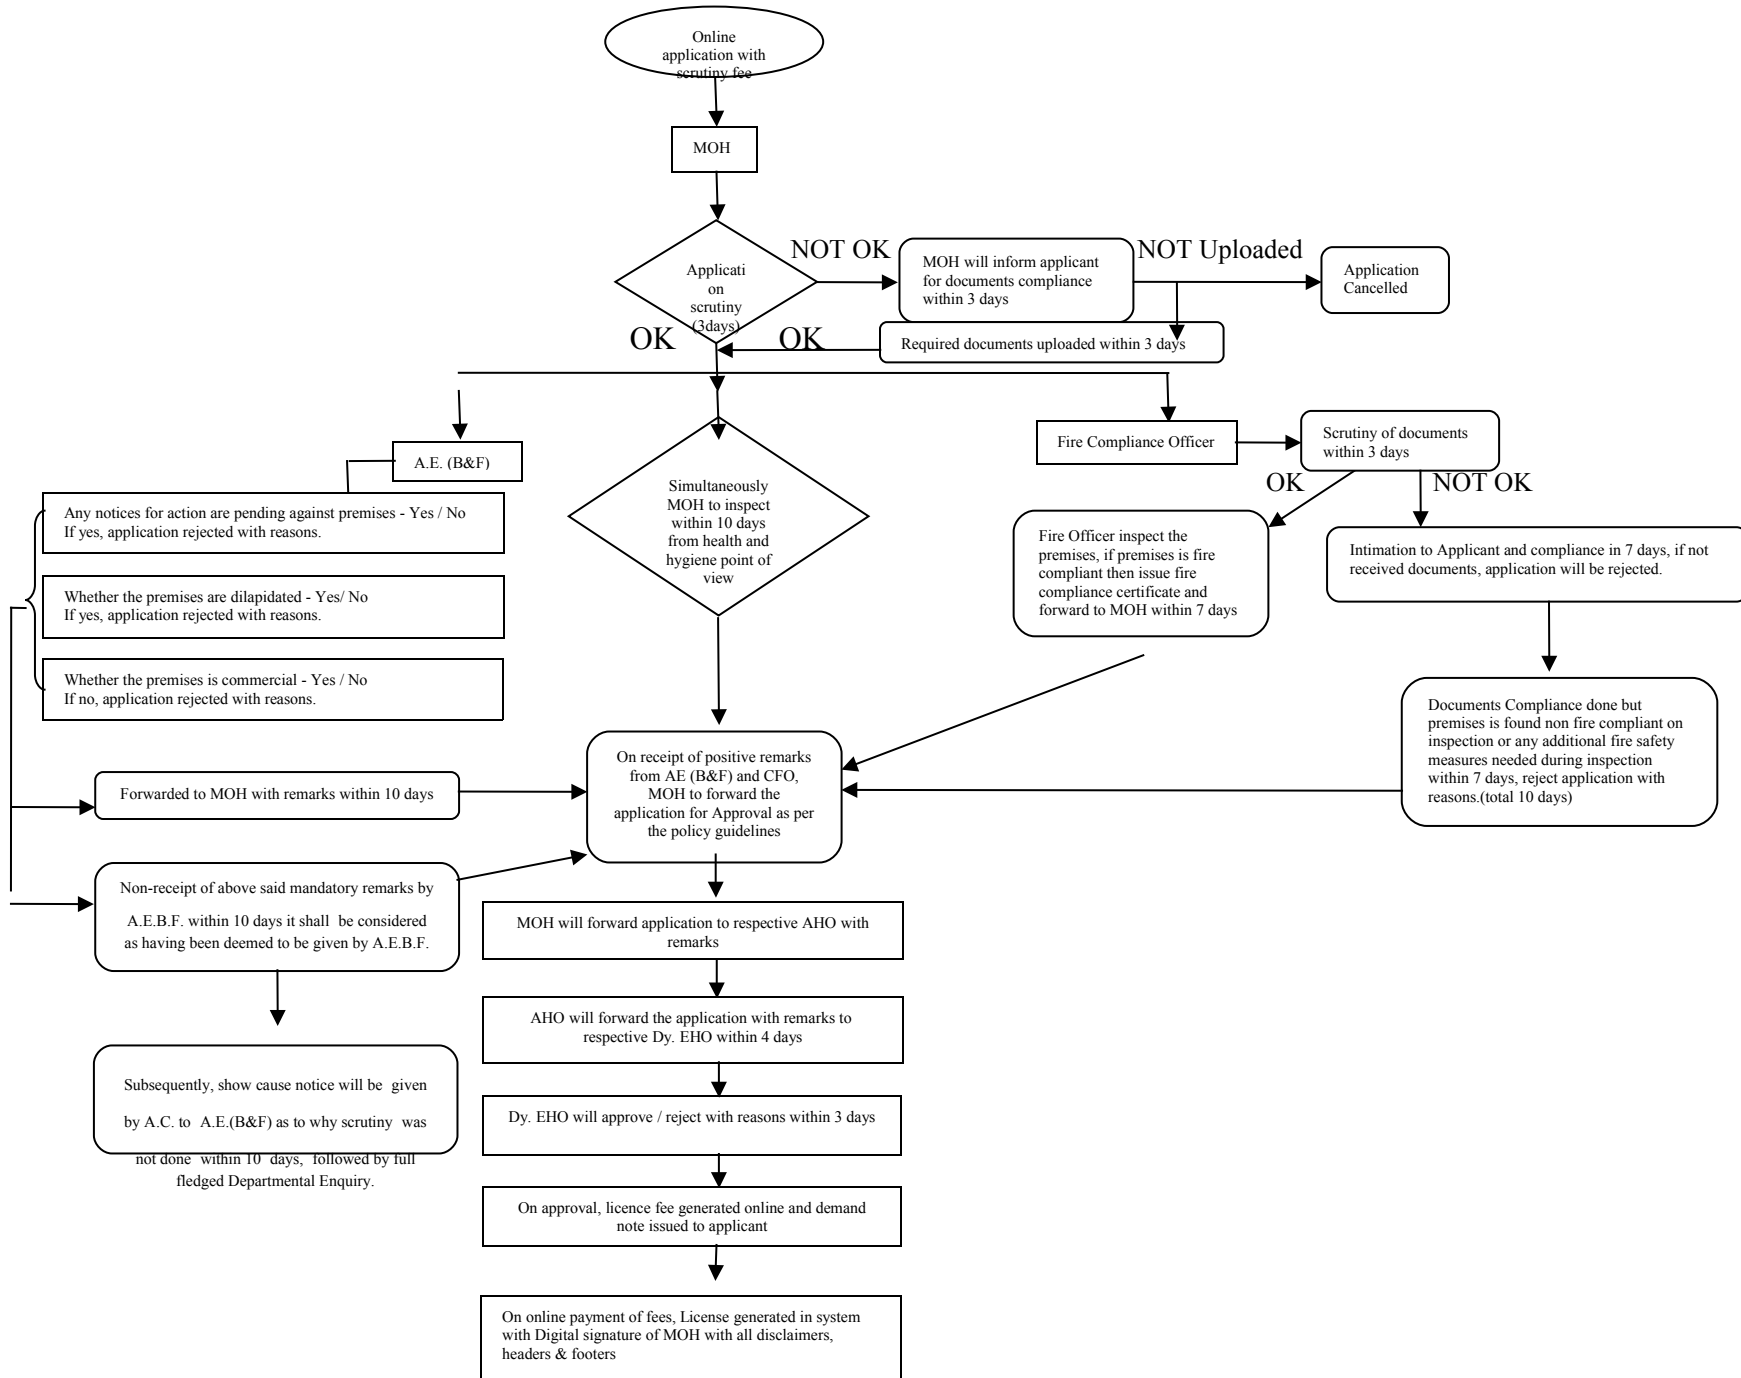 Online
application with
scrutiny fee
MOH
Applicati
on
scrutiny
(3days)
NOT OK
MOH will inform applicant
for documents compliance
within 3 days
NOT Uploaded
Application
Cancelled
OK
OK
Required documents uploaded within 3 days
A.E. (B&F)
Fire Compliance Officer
Scrutiny of documents
within 3 days
OK
NOT OK
Any notices for action are pending against premises - Yes / No
If yes, application rejected with reasons.
Whether the premises are dilapidated - Yes/ No
If yes, application rejected with reasons.
Whether the premises is commercial - Yes / No
If no, application rejected with reasons.
Simultaneously
MOH to inspect
within 10 days
from health and
hygiene point of
view
Fire Officer inspect the
premises, if premises is fire
compliant then issue fire
compliance certificate and
forward to MOH within 7 days
Intimation to Applicant and compliance in 7 days, if not
received documents, application will be rejected.
Documents Compliance done but
premises is found non fire compliant on
inspection or any additional fire safety
measures needed during inspection
within 7 days, reject application with
reasons.(total 10 days)
Forwarded to MOH with remarks within 10 days
On receipt of positive remarks
from AE (B&F) and CFO,
MOH to forward the
application for Approval as per
the policy guidelines
Non-receipt of above said mandatory remarks by
A.E.B.F. within 10 days it shall be considered
as having been deemed to be given by A.E.B.F.
Subsequently, show cause notice will be given
by A.C. to A.E.(B&F) as to why scrutiny was
not done within 10 days, followed by full
fledged Departmental Enquiry.
MOH will forward application to respective AHO with
remarks
AHO will forward the application with remarks to
respective Dy. EHO within 4 days
Dy. EHO will approve / reject with reasons within 3 days
On approval, licence fee generated online and demand
note issued to applicant
On online payment of fees, License generated in system
with Digital signature of MOH with all disclaimers,
headers & footers